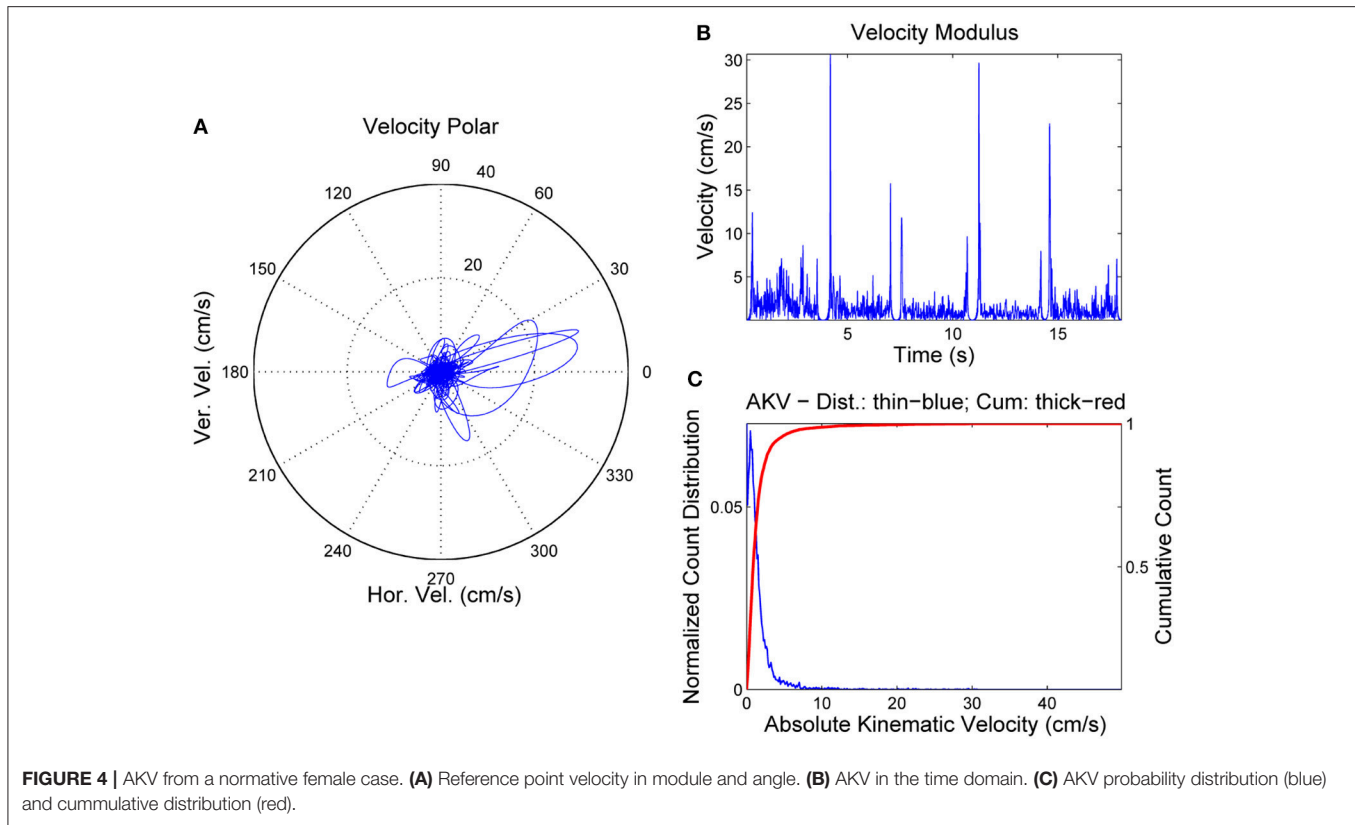 A
Velocity Polar
90
40
120
60
150
20
30
180
0
210
330
240
300
270
Ver. Vel. (cm/s)
Hor. Vel. (cm/s)
B
Velocity Modulus
30
25
20
15
10
5
Velocity (cm/s)
5
10
15
Time (s)
C
AKV − Dist.: thin−blue; Cum: thick−red
Normalized Count Distribution
0.05
0
1
0.5
Cumulative Count
0
10
20
30
40
Absolute Kinematic Velocity (cm/s)
FIGURE 4 | AKV from a normative female case. (A) Reference point velocity in module and angle. (B) AKV in the time domain. (C) AKV probability distribution (blue)
and cummulative distribution (red).